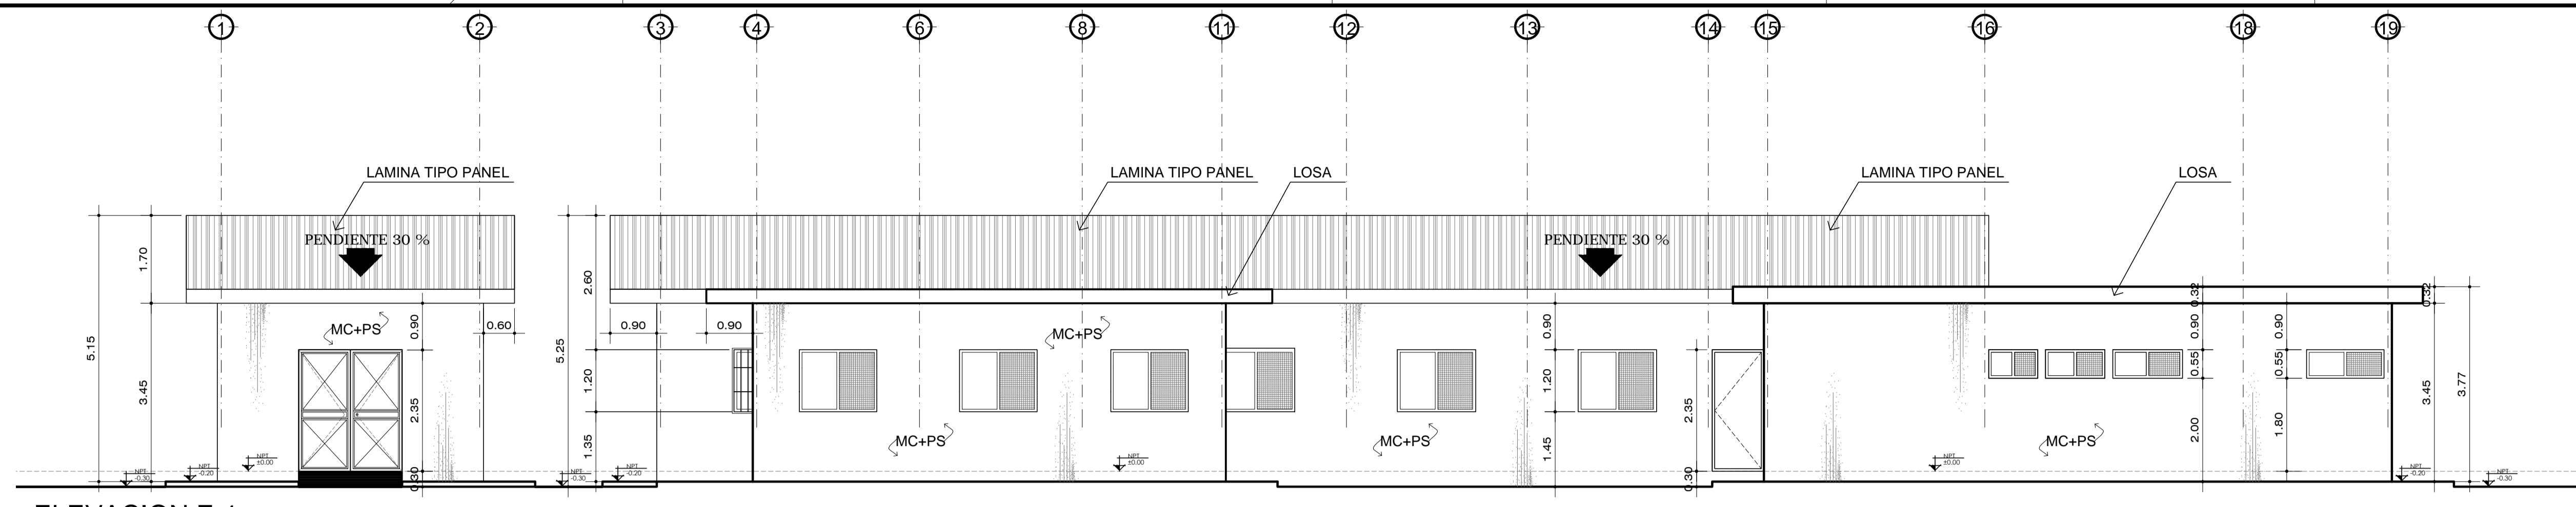 1 2 3 4 6 8 11 12 13 14 15 16 18 19
LAMINA TIPO PANEL
LAMINA TIPO PANEL
LOSA
LAMINA TIPO PANEL
LOSA
PENDIENTE 30 %
PENDIENTE 30 %
5.15
1.70
3.45
MC+PS
0.90
2.35
0.30
0.60
5.25
2.60
1.20
1.35
0.90
0.90
MC+PS
MC+PS
MC+PS
0.90
1.20
1.45
2.35
0.30
MC+PS
0.32
0.90
0.55
2.00
0.90
0.55
1.80
0.32
3.45
3.77
NPT
-0.30
NPT
-0.20
NPT
±0.00
NPT
-0.30
NPT
-0.20
NPT
±0.00
NPT
±0.00
NPT
-0.20
NPT
-0.30